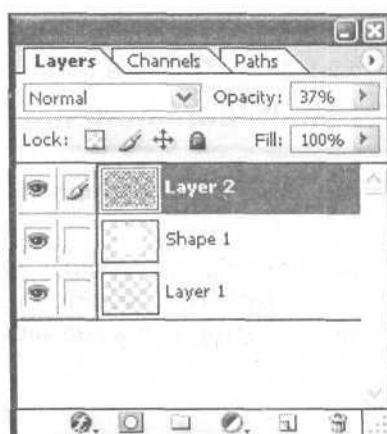 Layers Channels Paths
Normal Opacity: 37%
Lock: Fill: 100%
Layer 2
Shape 1
Layer 1